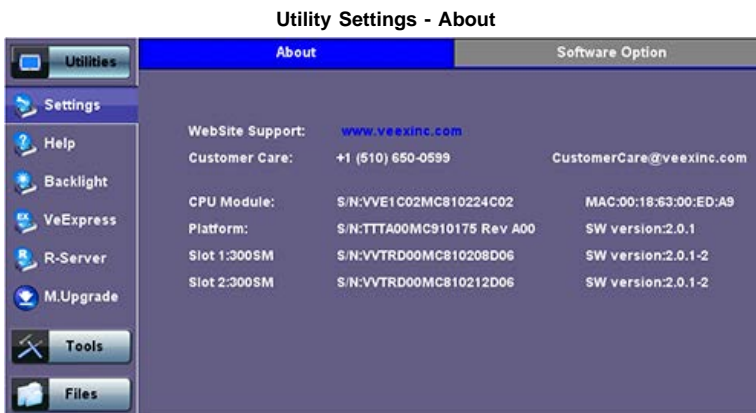 Utility Settings - About
Utilities
About
Software Option
Settings
Help
Backlight
VeExpress
R-Server
M.Upgrade
Tools
Files
WebSite Support: www.veexinc.com
Customer Care: +1 (510) 650-0599 CustomerCare@veexinc.com
CPU Module: S/N:VVE1C02MC810224C02 MAC:00:18:63:00:ED:A9
Platform: S/N:TTTA00MC910175 Rev A00 SW version:2.0.1
Slot 1:300SM S/N:VVTRD00MC810208D06 SW version:2.0.1-2
Slot 2:300SM S/N:VVTRD00MC810212D06 SW version:2.0.1-2